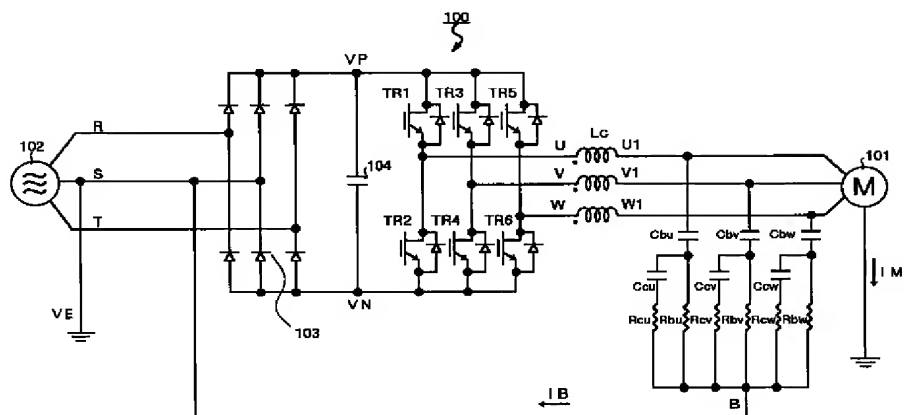 100
VP
TR1 TR3 TR5
102
R
S
T
104
U Lc U1
V V1
W W1
101
M
TR2 TR4 TR6
Cbu Cbv Cbw
Ccu Ccv Ccw
IM
VE
VN
103
Rcu Rbu Rcv Rbv Rcw Rbw
IB
B